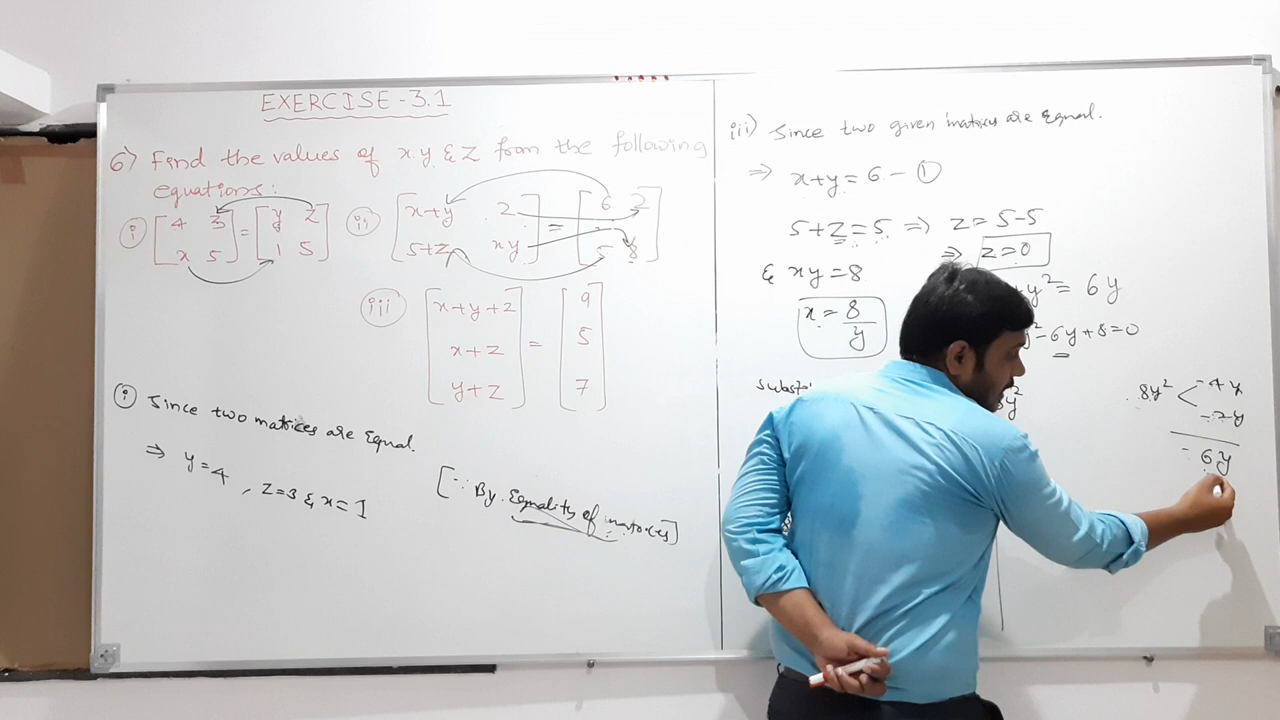 EXERCISE-3.1
6) Find the values of x,y & z from the following
equations:
i) [4 3 x 5] = [y z 1 5] ii) [x+y 2 5+z xy] = [6 2 5 8]
iii) [x+y+z x+z y+z] = [9 5 7]
i) Since two matrices are Equal.
⇒ y=4, z=3 & x=1
[∵ By Equality of matrices]
iii) Since two given matrices are Equal.
⇒ x+y=6-①
5+z=5 ⇒ z=5-5
⇒ z=0
& xy=8
x=8/y
+y²=6y
-6y+8=0
8y² < -4y
-2y
-6y